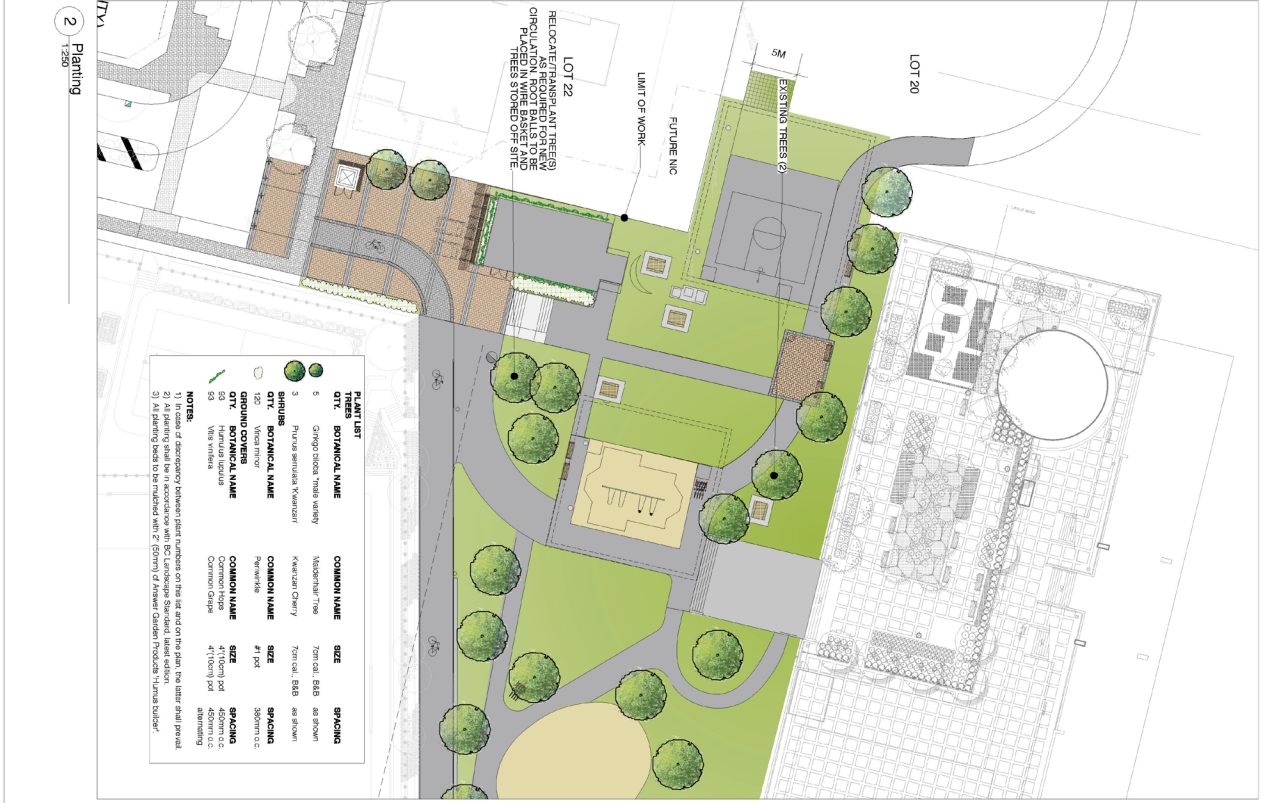 2
Planting
1:250
LOT 20
5M
EXISTING TREES (2)
FUTURE NIC
LIMIT OF WORK
LOT 22
RELOCATE/TRANSPLANT TREE(S)
AS REQUIRED FOR NEW
CIRCULATION. ROOT BALLS TO BE
PLACED IN WIRE BASKET AND
TREES STORED OFF SITE
PLANT LIST
TREES
QTY. BOTANICAL NAME COMMON NAME SIZE SPACING
5 Ginkgo biloba *male variety Maidenhair Tree 7cm cal., B&B as shown
3 Prunus serrulata 'Kwanzan' Kwanzan Cherry 7cm cal., B&B as shown
SHRUBS
QTY. BOTANICAL NAME COMMON NAME SIZE SPACING
120 Vinca minor Periwinkle #1 pot 380mm o.c.
GROUND COVERS
QTY. BOTANICAL NAME COMMON NAME SIZE SPACING
93 Humulus lupulus Common Hops 4"(10cm) pot 450mm o.c.
93 Vitis vinifera Common Grape 4"(10cm) pot 450mm o.c.
alternating
NOTES:
1) In case of discrepancy between plant numbers on this list and on the plan, the latter shall prevail.
2) All planting shall be in accordance with BC Landscape Standard, latest edition.
3) All planting beds to be mulched with 2" (50mm) of Answer Garden Products 'Humus builder'.